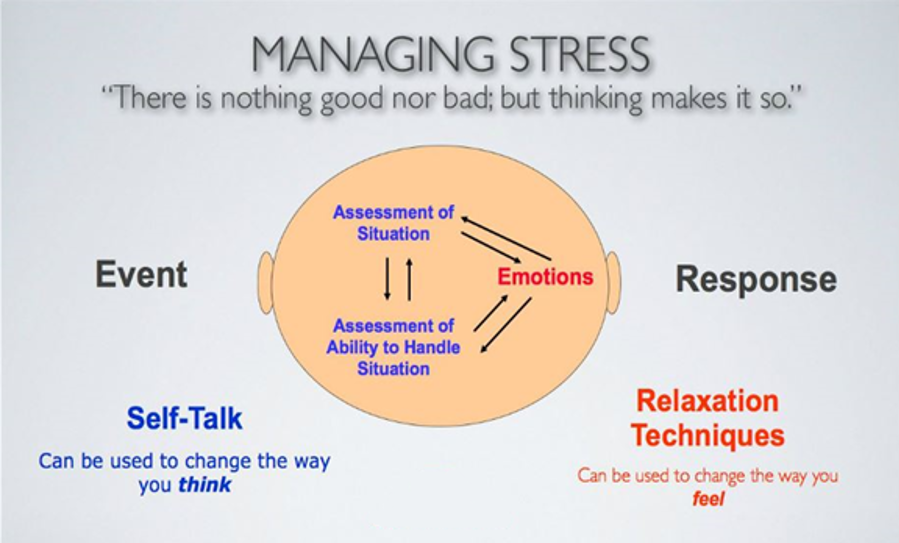 MANAGING STRESS
“There is nothing good nor bad; but thinking makes it so.”
Assessment of
Situation
Event
Emotions
Response
Assessment of
Ability to Handle
Situation
Self-Talk
Can be used to change the way
you think
Relaxation
Techniques
Can be used to change the way you
feel